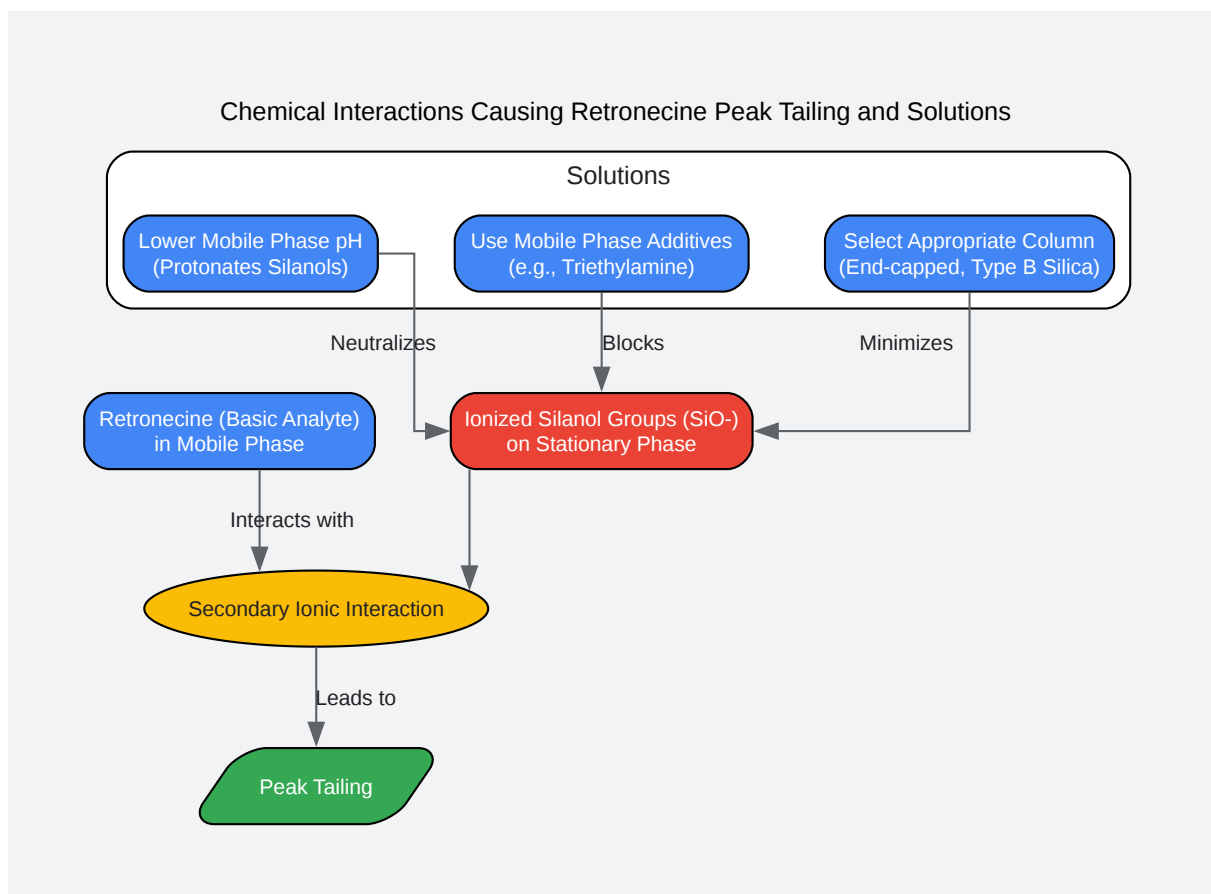 Chemical Interactions Causing Retronecine Peak Tailing and Solutions
Solutions
Lower Mobile Phase pH
(Protonates Silanols)
Use Mobile Phase Additives
(e.g., Triethylamine)
Select Appropriate Column
(End-capped, Type B Silica)
Neutralizes
Blocks
Minimizes
Retronecine (Basic Analyte)
in Mobile Phase
Ionized Silanol Groups (SiO-)
on Stationary Phase
Interacts with
Secondary Ionic Interaction
Leads to
Peak Tailing